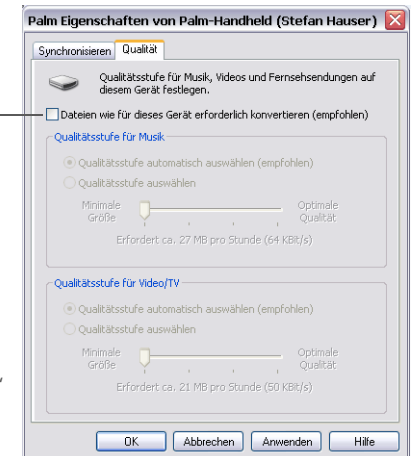 Palm Eigenschaften von Palm-Handheld (Stefan Hauser)
Synchronisieren Qualität
Qualitätsstufe für Musik, Videos und Fernsehsendungen auf
diesem Gerät festlegen.
Dateien wie für dieses Gerät erforderlich konvertieren (empfohlen)
Qualitätsstufe für Musik
Qualitätsstufe automatisch auswählen (empfohlen)
Qualitätsstufe auswählen
Minimale Optimale
Größe Qualität
Erfordert ca. 27 MB pro Stunde (64 KBit/s)
Qualitätsstufe für Video/TV
Qualitätsstufe automatisch auswählen (empfohlen)
Qualitätsstufe auswählen
Minimale Optimale
Größe Qualität
Erfordert ca. 21 MB pro Stunde (50 KBit/s)
OK Abbrechen Anwenden Hilfe